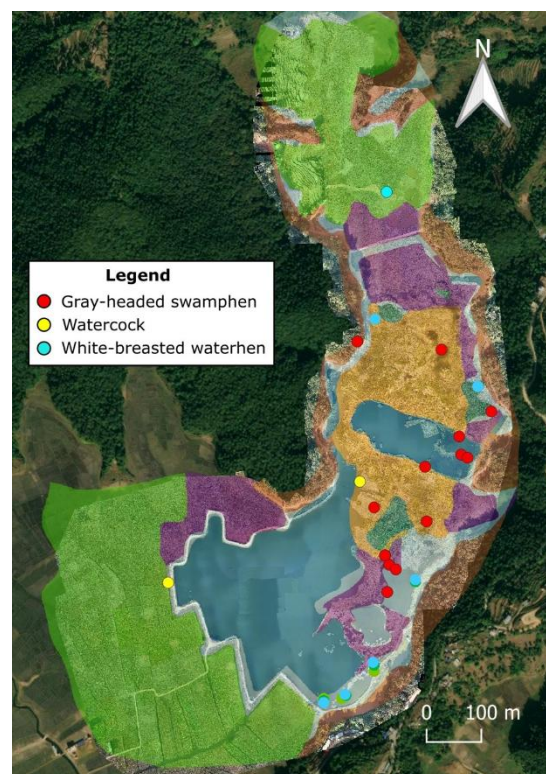 N
Legend
Gray-headed swamphen
Watercock
White-breasted waterhen
0 100 m